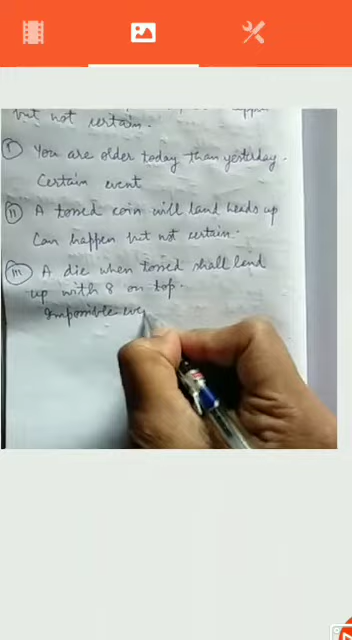 but not certain.
I You are older today than yesterday.
Certain event
II A tossed coin will land heads up
Can happen but not certain.
III A die when tossed shall land
up with 8 on top.
Impossible eve